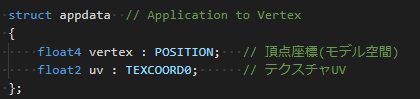 struct appdata  // Application to Vertex
{
    float4 vertex : POSITION;   // 頂点座標(モデル空間)
    float2 uv : TEXCOORD0;      // テクスチャUV
};